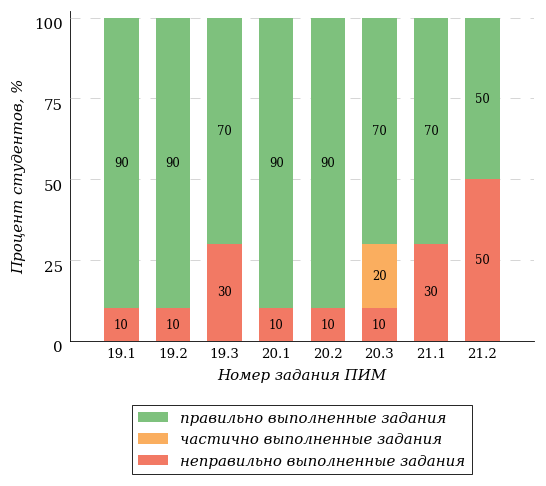 100
75
50
25
0
Процент студентов, %
90 90 70 90 90 70 70 50
10 10 30 10 10 20 30 50
10
19.1 19.2 19.3 20.1 20.2 20.3 21.1 21.2
Номер задания ПИМ
правильно выполненные задания
частично выполненные задания
неправильно выполненные задания